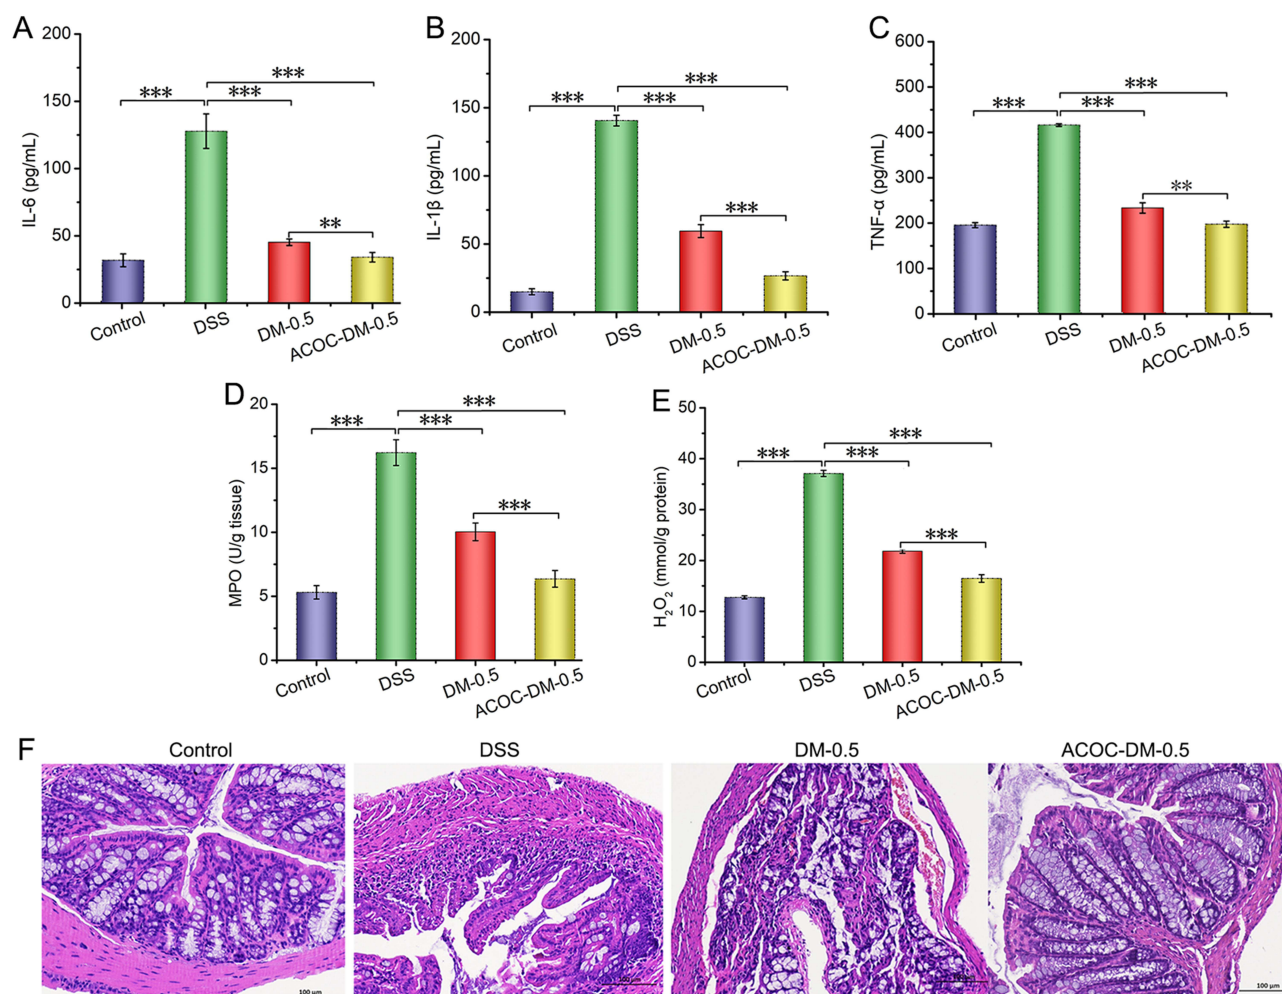 A
IL-6 (pg/mL)
200
150
100
50
0
***
***
***
**
Control
DSS
DM-0.5
ACOC-DM-0.5
B
IL-1β (pg/mL)
200
150
100
50
0
***
***
***
***
Control
DSS
DM-0.5
ACOC-DM-0.5
C
TNF-α (pg/mL)
600
500
400
300
200
100
0
***
***
***
**
Control
DSS
DM-0.5
ACOC-DM-0.5
D
MPO (U/g tissue)
20
15
10
5
0
***
***
***
***
Control
DSS
DM-0.5
ACOC-DM-0.5
E
H₂O₂ (mmol/g protein)
50
40
30
20
10
0
***
***
***
***
Control
DSS
DM-0.5
ACOC-DM-0.5
F
Control
DSS
DM-0.5
ACOC-DM-0.5
100 μm
100 μm
100 μm